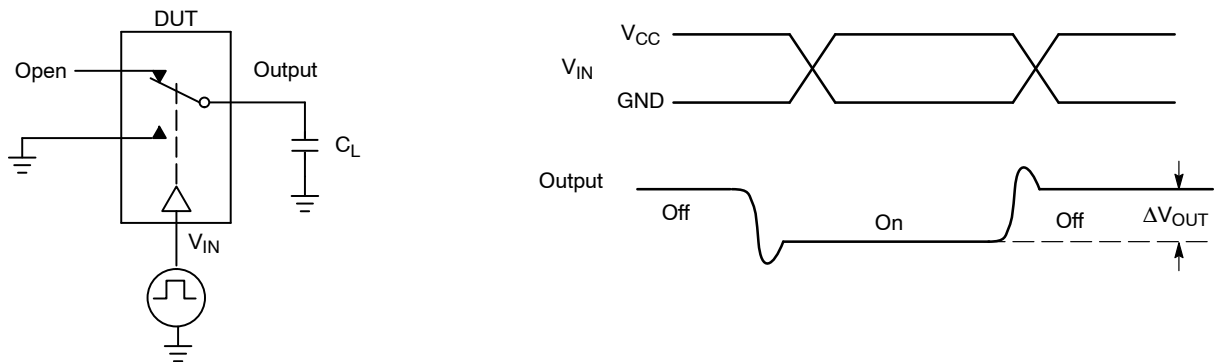 DUT
Open
Output
C_L
V_IN
V_CC
V_IN
GND
Output
Off
On
Off
ΔV_OUT